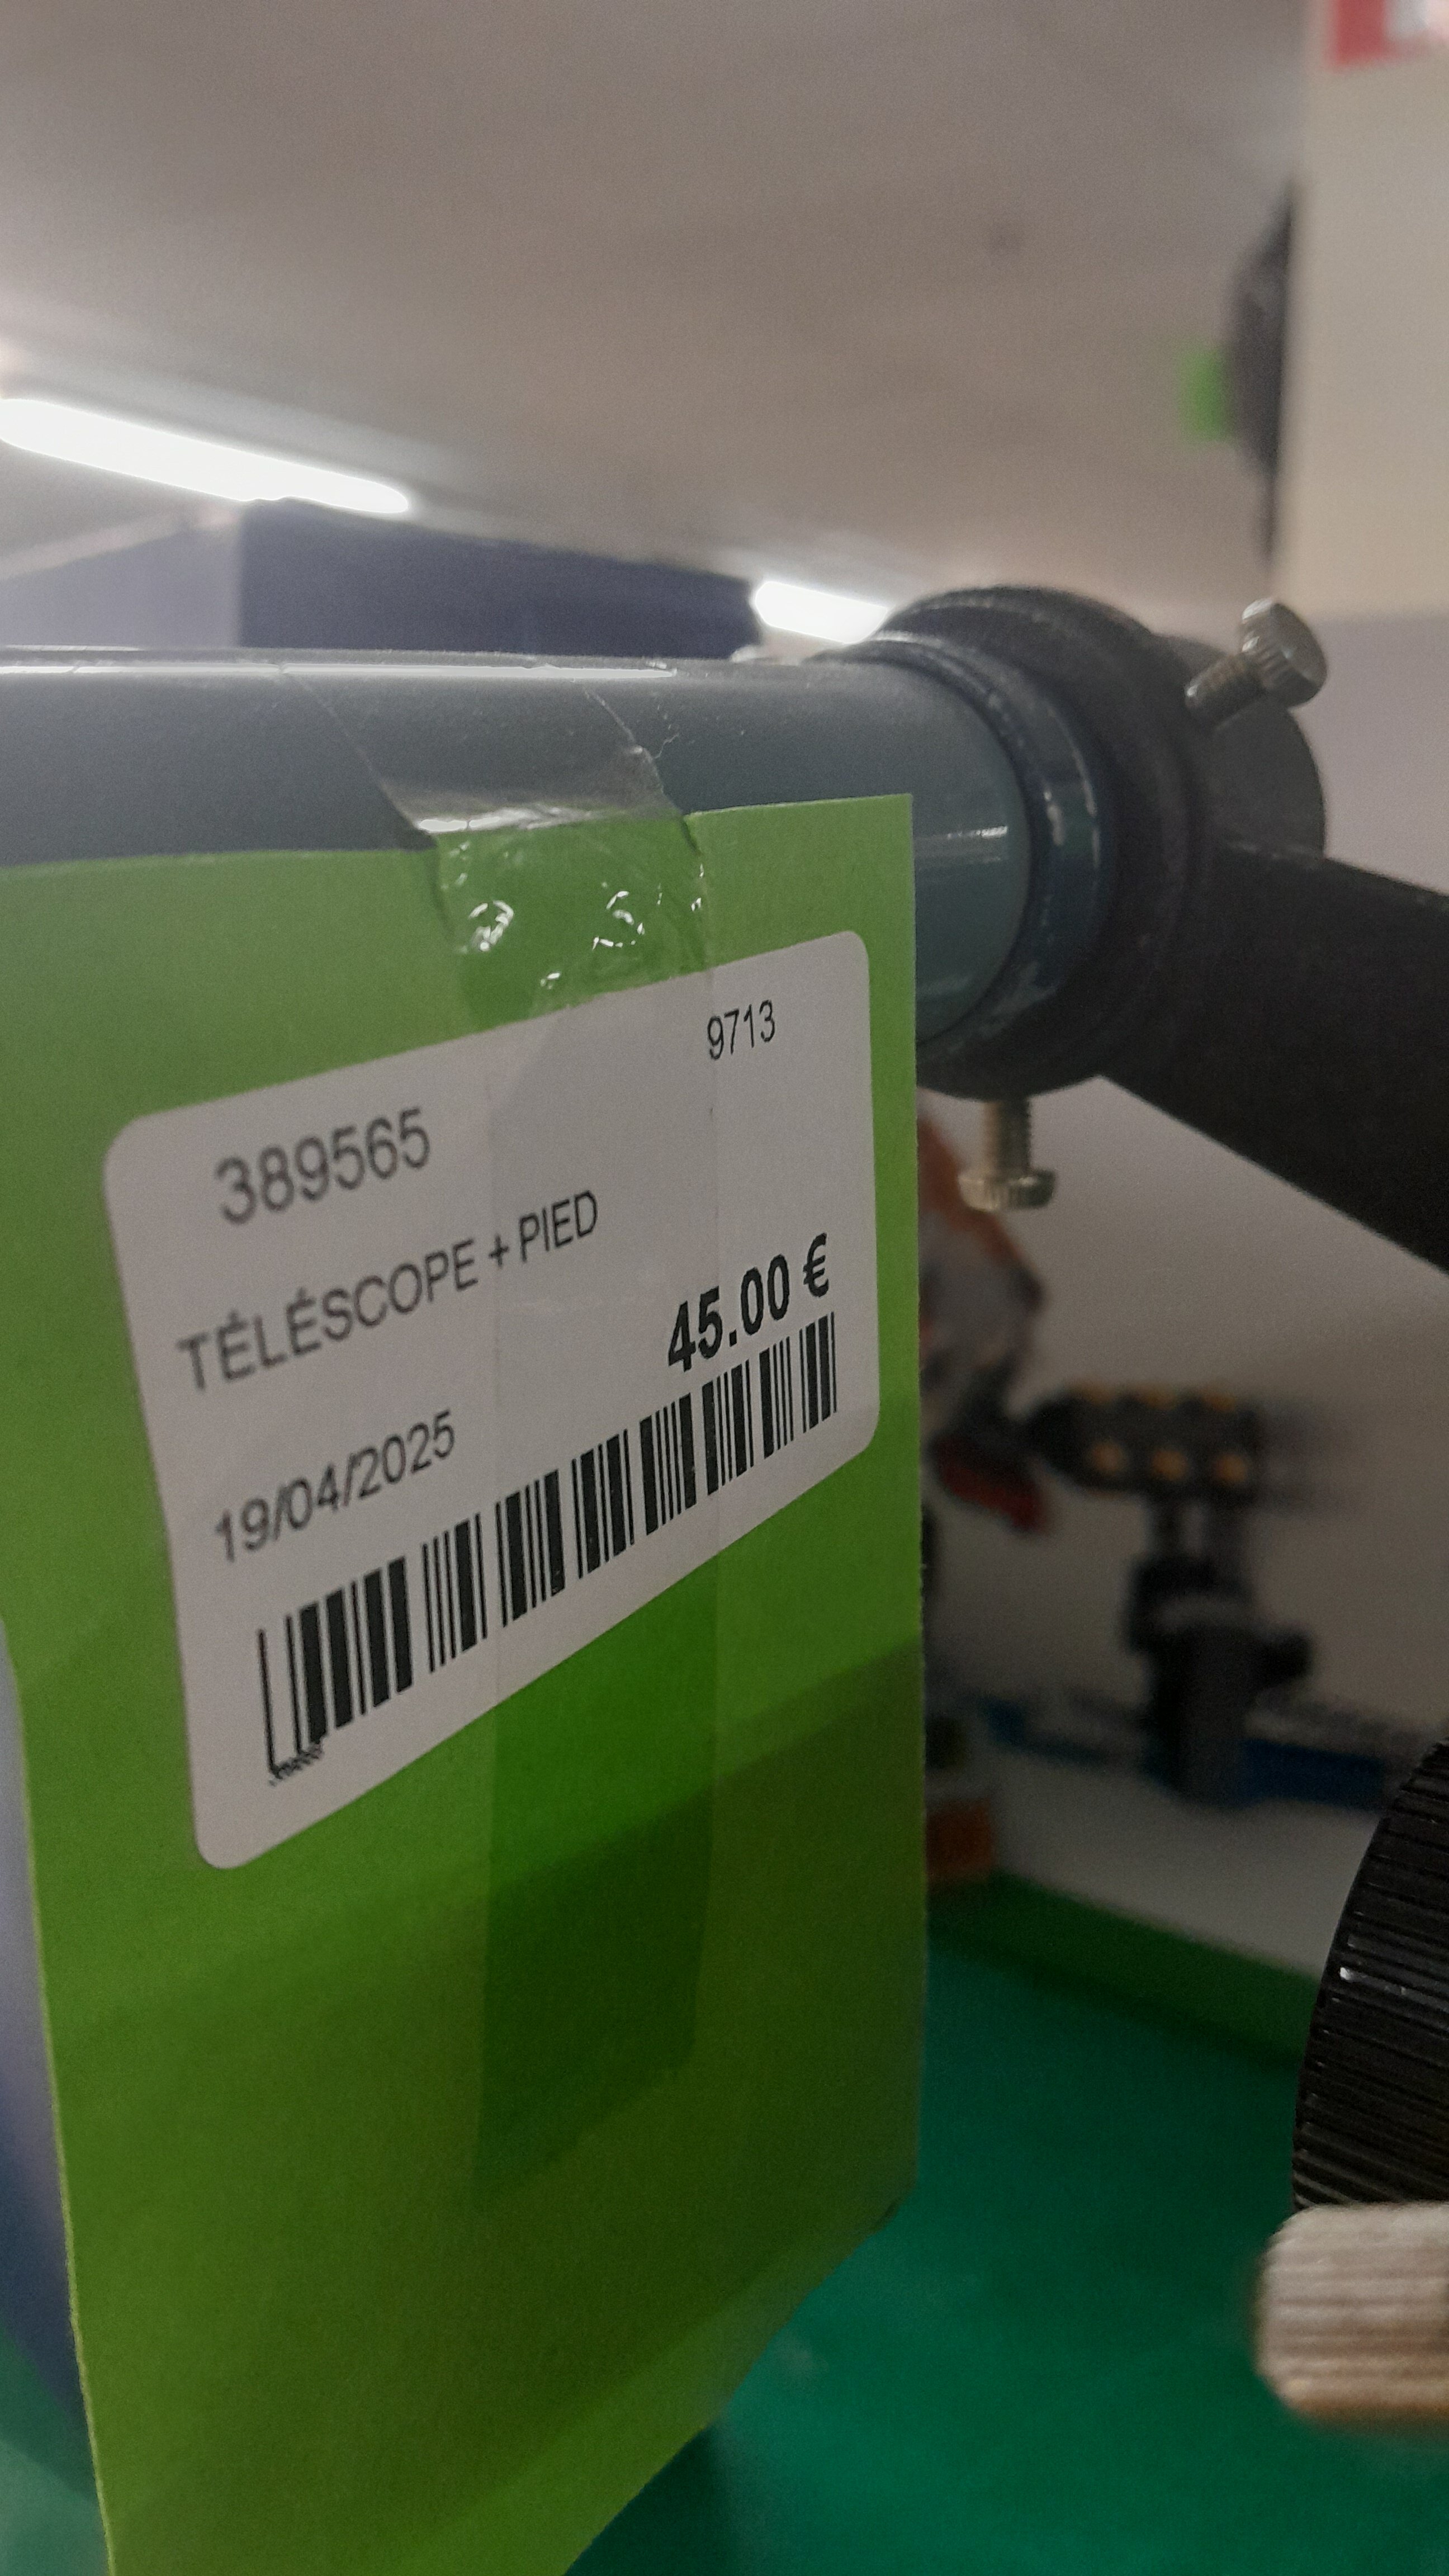 9713
389565
TÉLÉSCOPE + PIED
45.00 €
19/04/2025